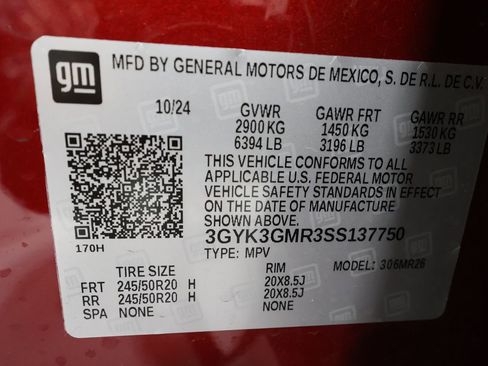 gm MFD BY GENERAL MOTORS DE MEXICO, S. DE R.L. DE C.V.
10/24 GVWR GAWR FRT GAWR RR
2900 KG 1450 KG 1530 KG
6394 LB 3196 LB 3373 LB
THIS VEHICLE CONFORMS TO ALL
APPLICABLE U.S. FEDERAL MOTOR
VEHICLE SAFETY STANDARDS IN EFFECT
ON THE DATE OF MANUFACTURE
SHOWN ABOVE.
3GYK3GMR3SS137750
170H
TYPE: MPV MODEL: 306MR26
TIRE SIZE RIM
FRT 245/50R20 H 20X8.5J
RR 245/50R20 H 20X8.5J
SPA NONE NONE